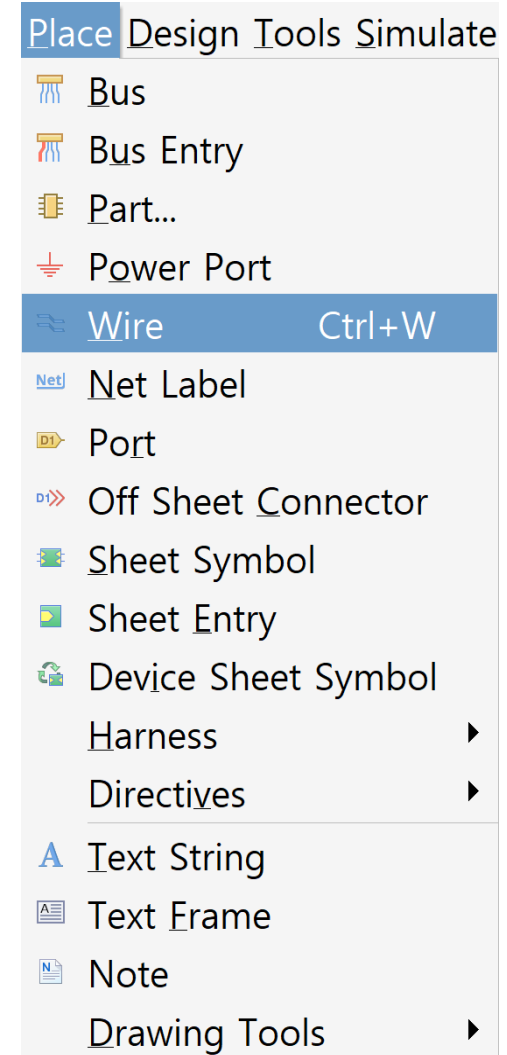 Place Design Tools Simulate
Bus
Bus Entry
Part...
Power Port
Wire Ctrl+W
Net Net Label
D1 Port
D1 Off Sheet Connector
Sheet Symbol
Sheet Entry
Device Sheet Symbol
Harness
Directives
A Text String
A Text Frame
N Note
Drawing Tools